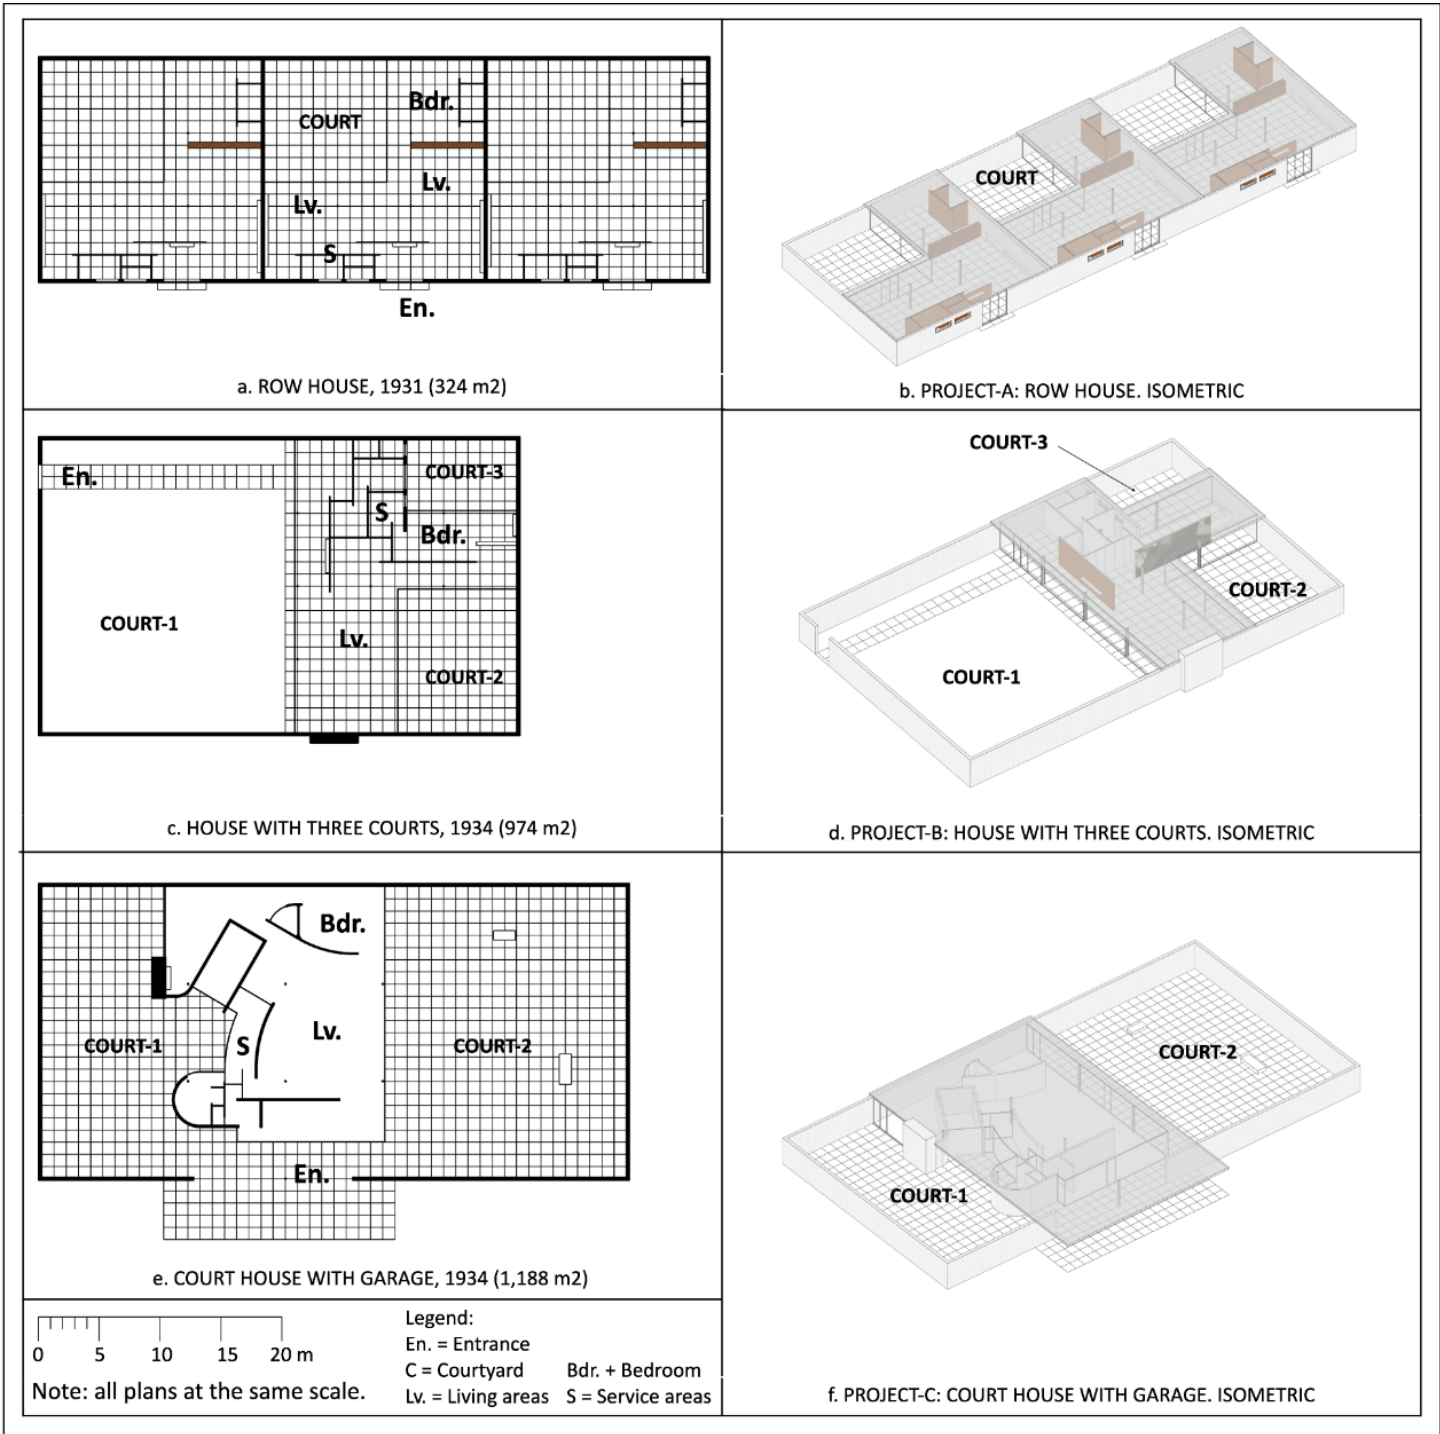 COURT
Bdr.
Lv.
Lv.
S
En.
a. ROW HOUSE, 1931 (324 m2)
COURT
b. PROJECT-A: ROW HOUSE. ISOMETRIC
En.
COURT-3
S
Bdr.
COURT-1
Lv.
COURT-2
c. HOUSE WITH THREE COURTS, 1934 (974 m2)
COURT-3
COURT-2
COURT-1
d. PROJECT-B: HOUSE WITH THREE COURTS. ISOMETRIC
Bdr.
Lv.
COURT-1
S
COURT-2
En.
e. COURT HOUSE WITH GARAGE, 1934 (1,188 m2)
COURT-2
COURT-1
f. PROJECT-C: COURT HOUSE WITH GARAGE. ISOMETRIC
0 5 10 15 20 m
Note: all plans at the same scale.
Legend:
En. = Entrance
C = Courtyard Bdr. + Bedroom
Lv. = Living areas S = Service areas